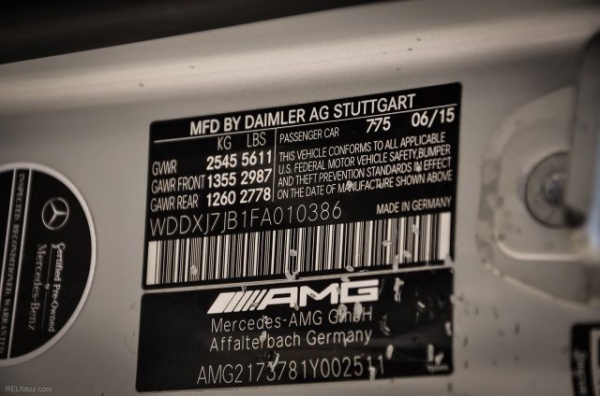 MFD BY DAIMLER AG STUTTGART
KG LBS
GVWR 2545 5611
GAWR FRONT 1355 2987
GAWR REAR 1260 2778
PASSENGER CAR 775 06/15
THIS VEHICLE CONFORMS TO ALL APPLICABLE
U.S. FEDERAL MOTOR VEHICLE SAFETY, BUMPER
AND THEFT PREVENTION STANDARDS IN EFFECT
ON THE DATE OF MANUFACTURE SHOWN ABOVE
WDDXJ7JB1FA010386
MADE IN GERMANY
AMG
Mercedes-AMG GmbH
Affalterbach Germany
AMG2173781Y002511
INSPECTED RECONDITIONED WARRANTED
Certified Pre-Owned
Mercedes-Benz
RELfotoz.com